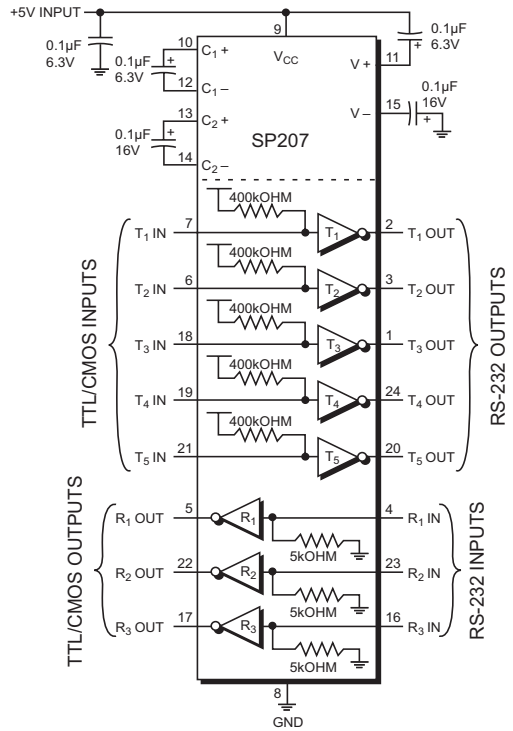 +5V INPUT
0.1µF
6.3V
0.1µF
6.3V
10
C1 +
12
C1 –
13
C2 +
0.1µF
16V
14
C2 –
9
VCC
V +
11
0.1µF
6.3V
V –
15
0.1µF
16V
SP207
TTL/CMOS INPUTS
RS-232 OUTPUTS
400kOHM
T1 IN 7 T1 2 T1 OUT
400kOHM
T2 IN 6 T2 3 T2 OUT
400kOHM
T3 IN 18 T3 1 T3 OUT
400kOHM
T4 IN 19 T4 24 T4 OUT
400kOHM
T5 IN 21 T5 20 T5 OUT
TTL/CMOS OUTPUTS
RS-232 INPUTS
R1 OUT 5 R1 4 R1 IN
5kOHM
R2 OUT 22 R2 23 R2 IN
5kOHM
R3 OUT 17 R3 16 R3 IN
5kOHM
8
GND